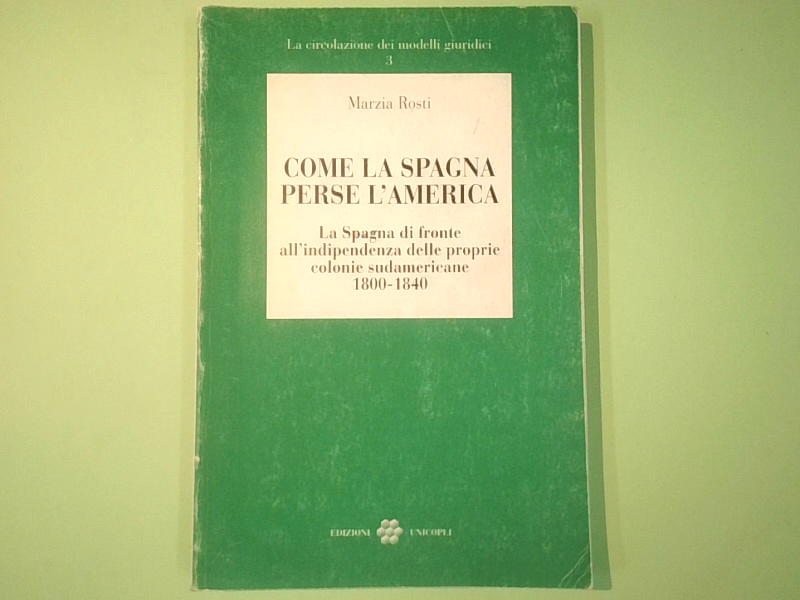 La circolazione dei modelli giuridici
3
Marzia Rosti
COME LA SPAGNA
PERSE L'AMERICA
La Spagna di fronte
all'indipendenza delle proprie
colonie sudamericane
1800-1840
EDIZIONI UNICOPLI